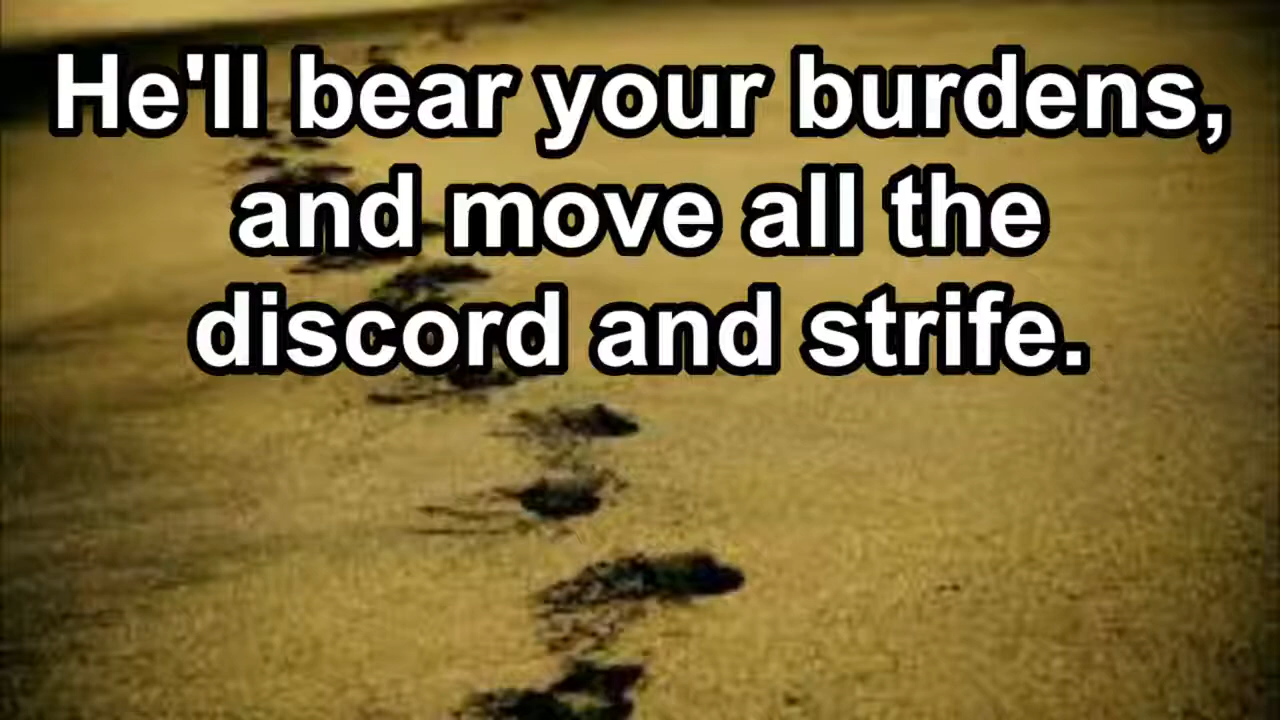 He'll bear your burdens,
and move all the
discord and strife.